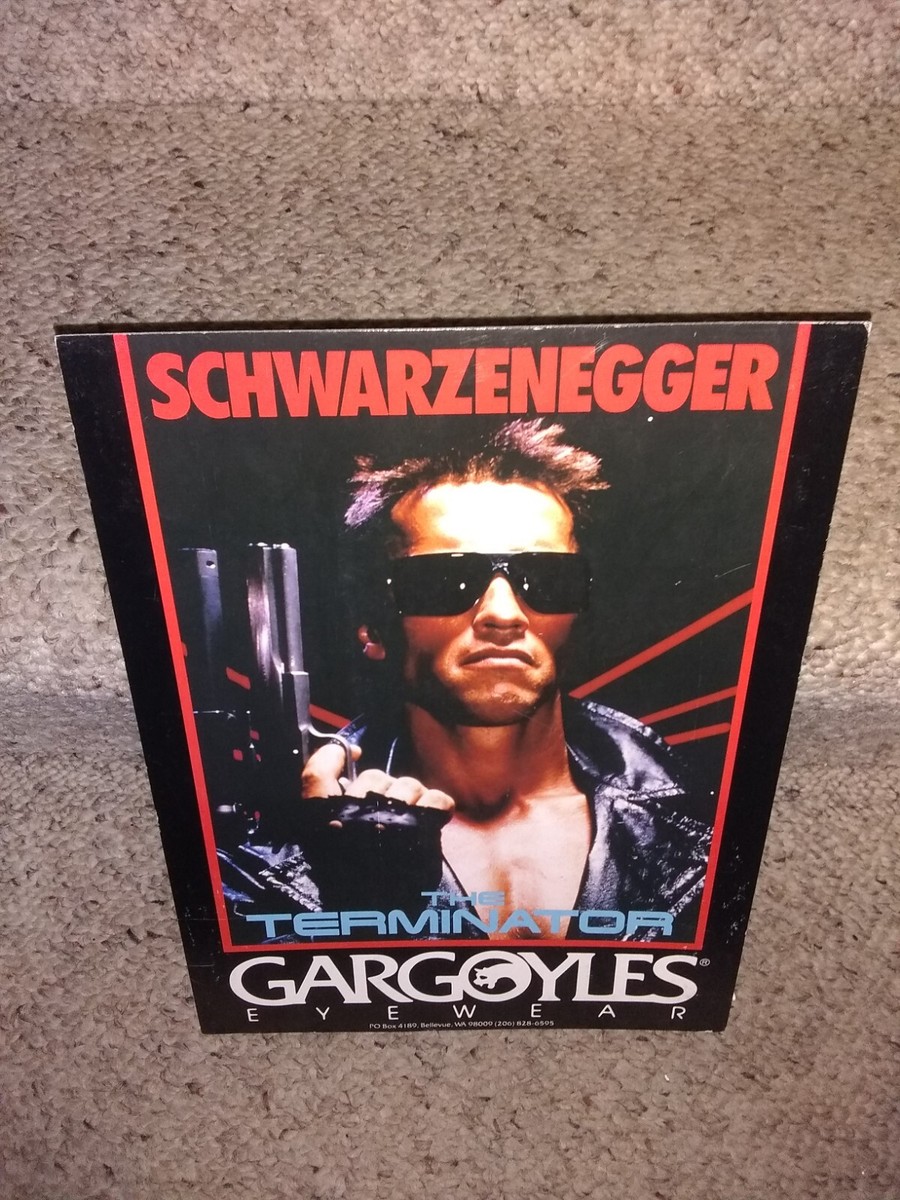 SCHWARZENEGGER
THE
TERMINATOR
GARGOYLES®
EYEWEAR
PO Box 4189, Bellevue, WA 98009 (206) 828-6595